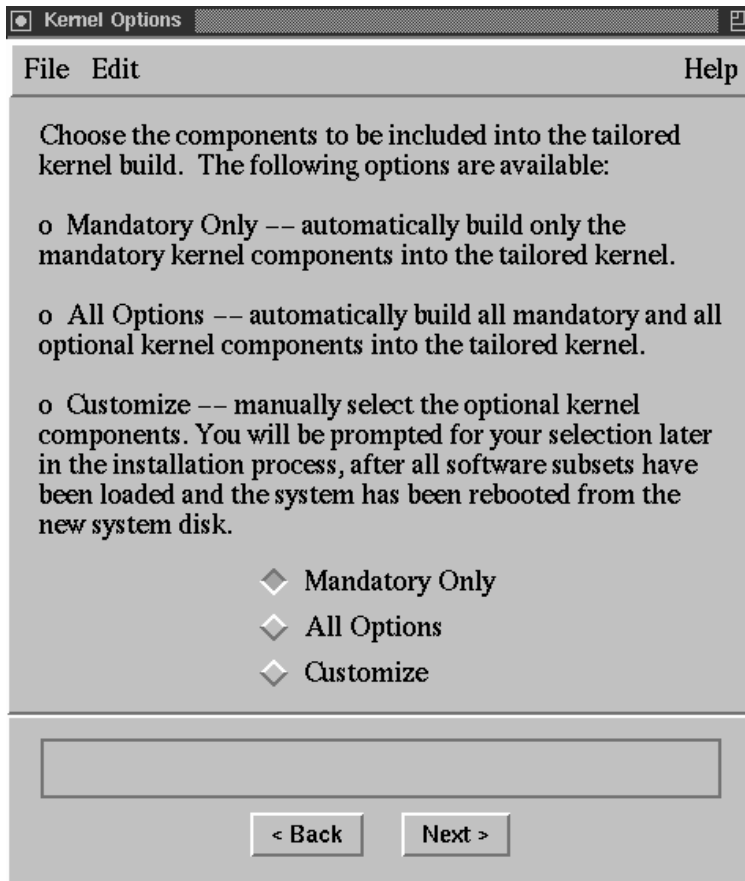 Kernel Options
File Edit Help
Choose the components to be included into the tailored
kernel build. The following options are available:
o Mandatory Only -- automatically build only the
mandatory kernel components into the tailored kernel.
o All Options -- automatically build all mandatory and all
optional kernel components into the tailored kernel.
o Customize -- manually select the optional kernel
components. You will be prompted for your selection later
in the installation process, after all software subsets have
been loaded and the system has been rebooted from the
new system disk.
Mandatory Only
All Options
Customize
< Back Next >